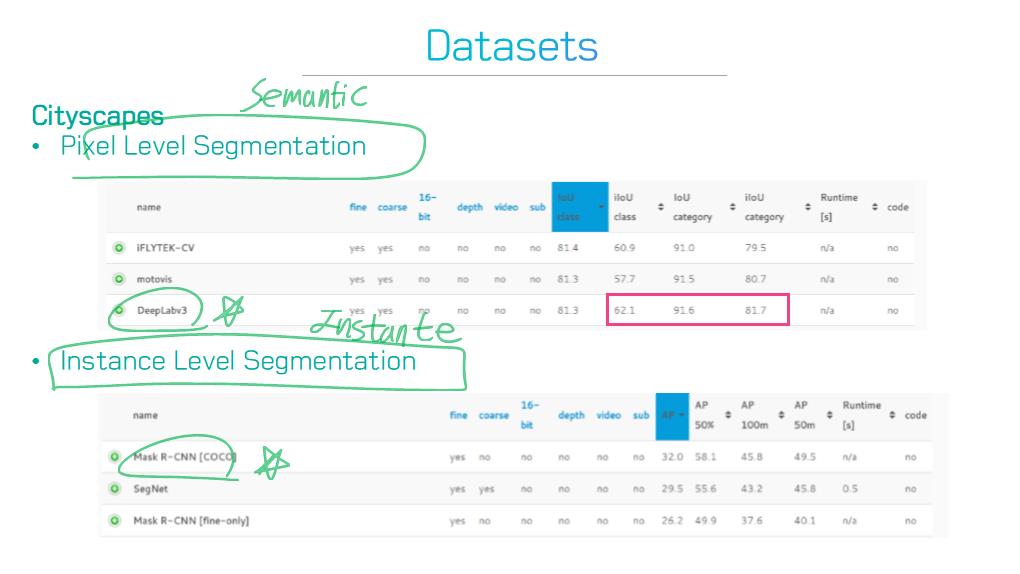 Datasets
Semantic
Cityscapes
• Pixel Level Segmentation
name fine coarse 16-bit depth video sub IoU class iIoU class IoU category iIoU category Runtime [s] code
iFLYTEK-CV yes yes no no no no 81.4 60.9 91.0 79.5 n/a no
motovis yes yes no no no no 81.3 57.7 91.5 80.7 n/a no
DeepLabv3 yes yes no no no no 81.3 62.1 91.6 81.7 n/a no
Instante
• Instance Level Segmentation
name fine coarse 16-bit depth video sub AP AP 50% AP 100m AP 50m Runtime [s] code
Mask R-CNN [COCO] yes no no no no no 32.0 58.1 45.8 49.5 n/a no
SegNet yes yes no no no no 29.5 55.6 43.2 45.8 0.5 no
Mask R-CNN [fine-only] yes no no no no no 26.2 49.9 37.6 40.1 n/a no